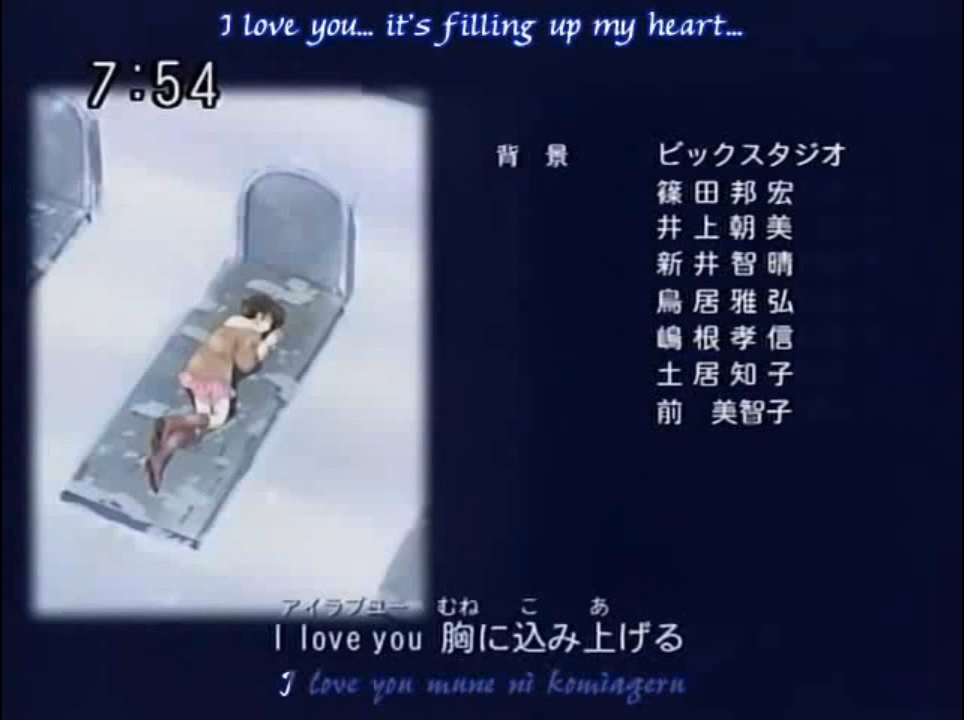 I love you... it's filling up my heart...
7:54
背 景 ビックスタジオ
篠 田 邦 宏
井 上 朝 美
新 井 智 晴
鳥 居 雅 弘
嶋 根 孝 信
土 居 知 子
前 美智子
アイラブユー むね こ あ
I love you 胸に込み上げる
I love you mune ni komiageru